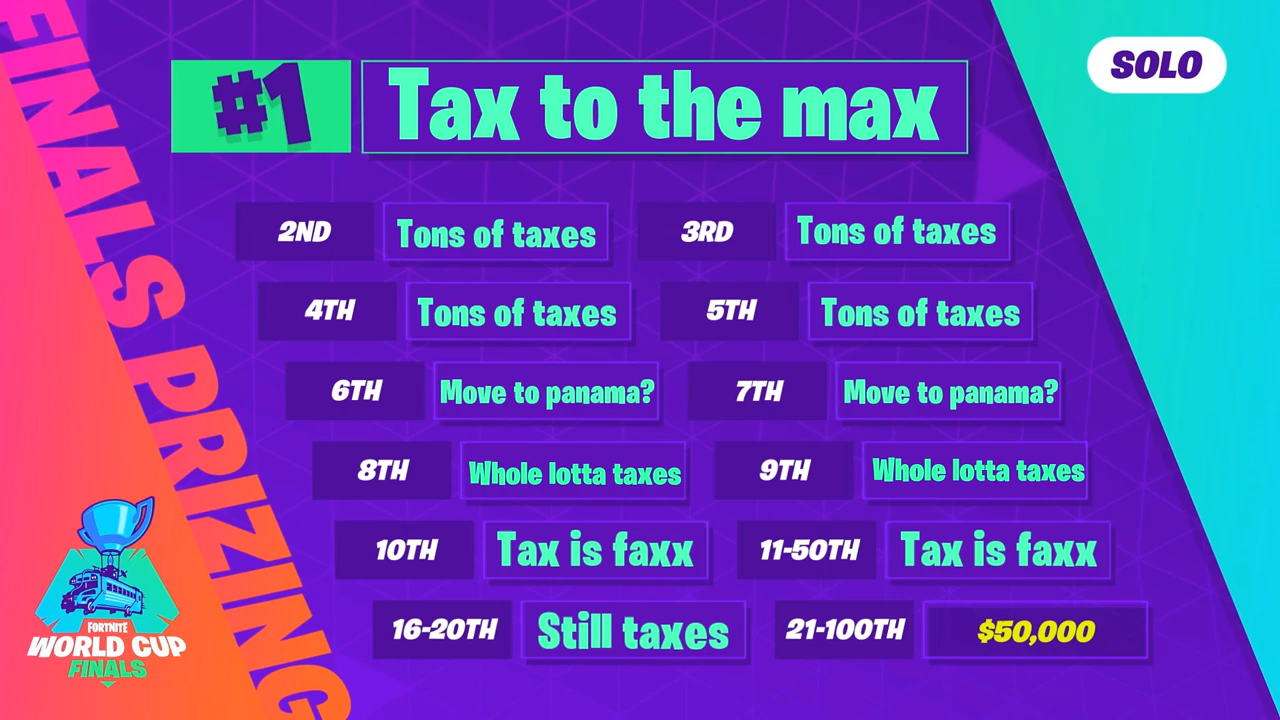 FINALS PRIZING
SOLO
#1 Tax to the max
2ND Tons of taxes 3RD Tons of taxes
4TH Tons of taxes 5TH Tons of taxes
6TH Move to panama? 7TH Move to panama?
8TH Whole lotta taxes 9TH Whole lotta taxes
10TH Tax is faxx 11-50TH Tax is faxx
16-20TH Still taxes 21-100TH $50,000
FORTNITE
WORLD CUP
FINALS